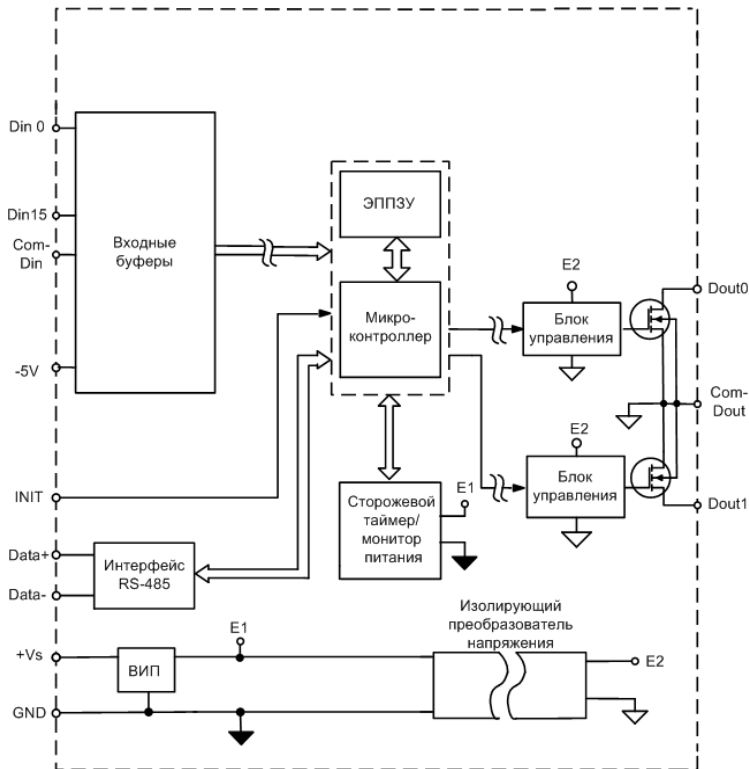 Din 0
Din15
Com-
Din
-5V
Входные
буферы
ЭППЗУ
Микро-
контроллер
E2
Блок
управления
Dout0
Com-
Dout
E2
Блок
управления
Dout1
INIT
Сторожевой
таймер/
монитор
питания
E1
Data+
Data-
Интерфейс
RS-485
Изолирующий
преобразователь
напряжения
+Vs
ВИП
E1
E2
GND